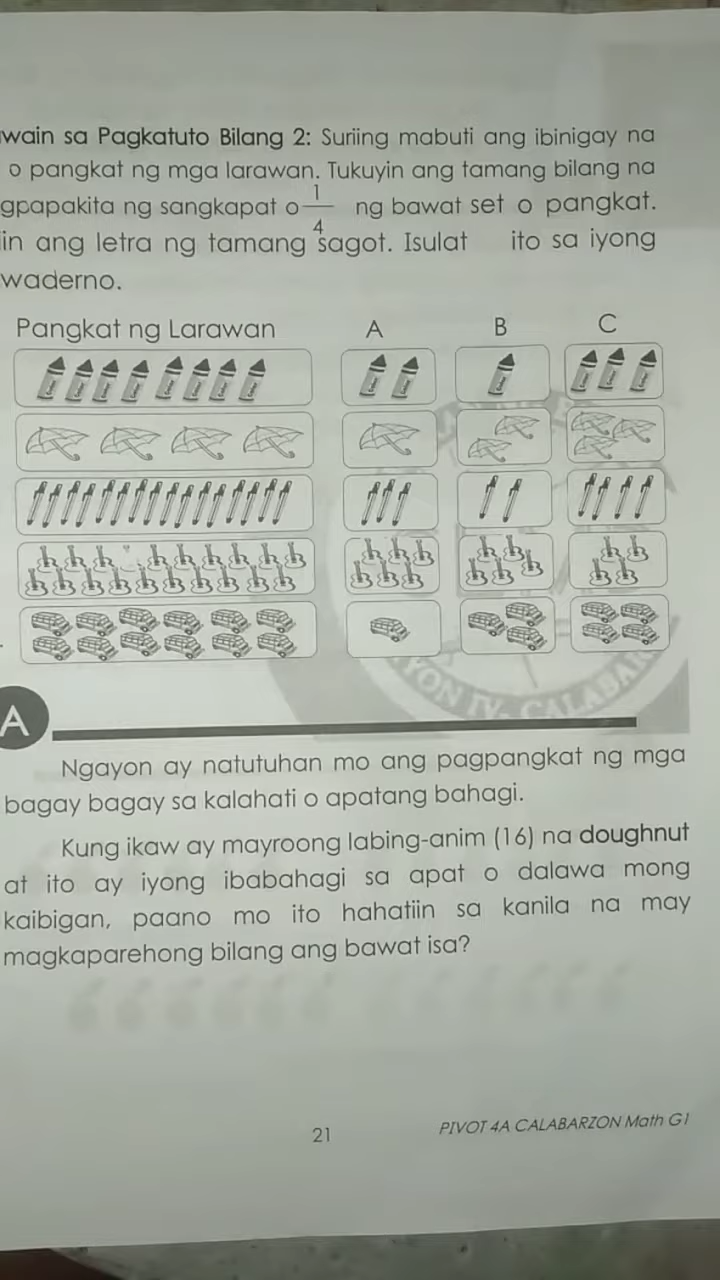 wain sa Pagkatuto Bilang 2: Suriing mabuti ang ibinigay na
o pangkat ng mga larawan. Tukuyin ang tamang bilang na
gpapakita ng sangkapat o 1/4 ng bawat set o pangkat.
in ang letra ng tamang sagot. Isulat ito sa iyong
waderno.
Pangkat ng Larawan A B C
A
YON IV- CALABAR
Ngayon ay natutuhan mo ang pagpangkat ng mga
bagay bagay sa kalahati o apatang bahagi.
Kung ikaw ay mayroong labing-anim (16) na doughnut
at ito ay iyong ibabahagi sa apat o dalawa mong
kaibigan, paano mo ito hahatiin sa kanila na may
magkaparehong bilang ang bawat isa?
21 PIVOT 4A CALABARZON Math G1